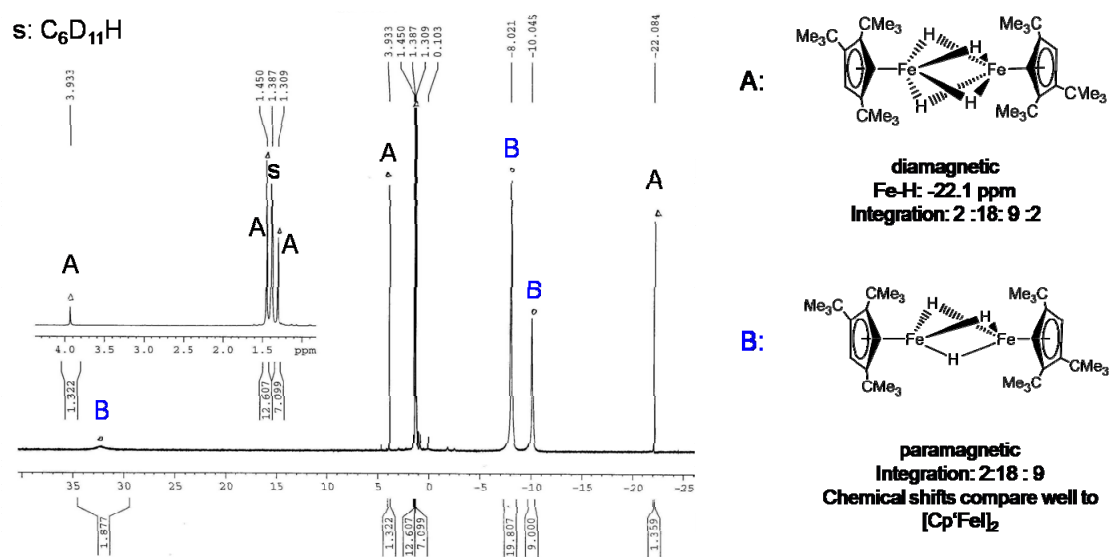 s: C6D11H
3.933
1.450
1.387
1.309
0.103
-8.021
-10.045
-22.084
3.933
1.450
1.387
1.309
A
A
s
A
4.0 3.5 3.0 2.5 2.0 1.5 ppm
1.322
12.607
7.099
A
B
B
A
B
35 30 25 20 15 10 5 0 -5 -10 -15 -20 -25
1.877
1.322
12.607
7.099
19.807
9.000
1.359
A:
Me3C
CMe3
H
H
Fe
Fe
H
H
CMe3
Me3C
CMe3
CMe3
diamagnetic
Fe-H: -22.1 ppm
Integration: 2 :18: 9 :2
B:
Me3C
CMe3
H
H
Fe
Fe
H
CMe3
Me3C
CMe3
Me3C
paramagnetic
Integration: 2:18 : 9
Chemical shifts compare well to
[Cp'FeI]2